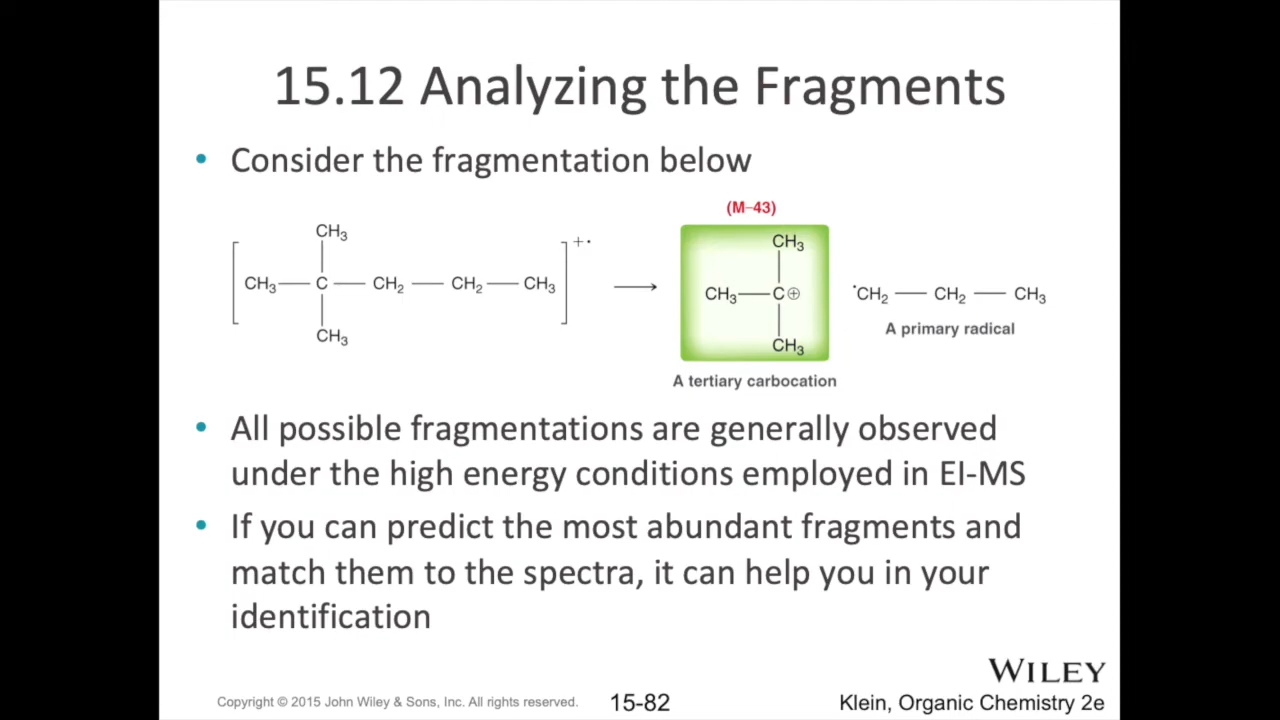 15.12 Analyzing the Fragments
• Consider the fragmentation below
(M–43)
CH₃
CH₃ — C — CH₂ — CH₂ — CH₃
CH₃
+•
CH₃
CH₃ — C⊕
CH₃
•CH₂ — CH₂ — CH₃
A primary radical
A tertiary carbocation
• All possible fragmentations are generally observed
under the high energy conditions employed in EI-MS
• If you can predict the most abundant fragments and
match them to the spectra, it can help you in your
identification
WILEY
Copyright © 2015 John Wiley & Sons, Inc. All rights reserved.
15-82
Klein, Organic Chemistry 2e